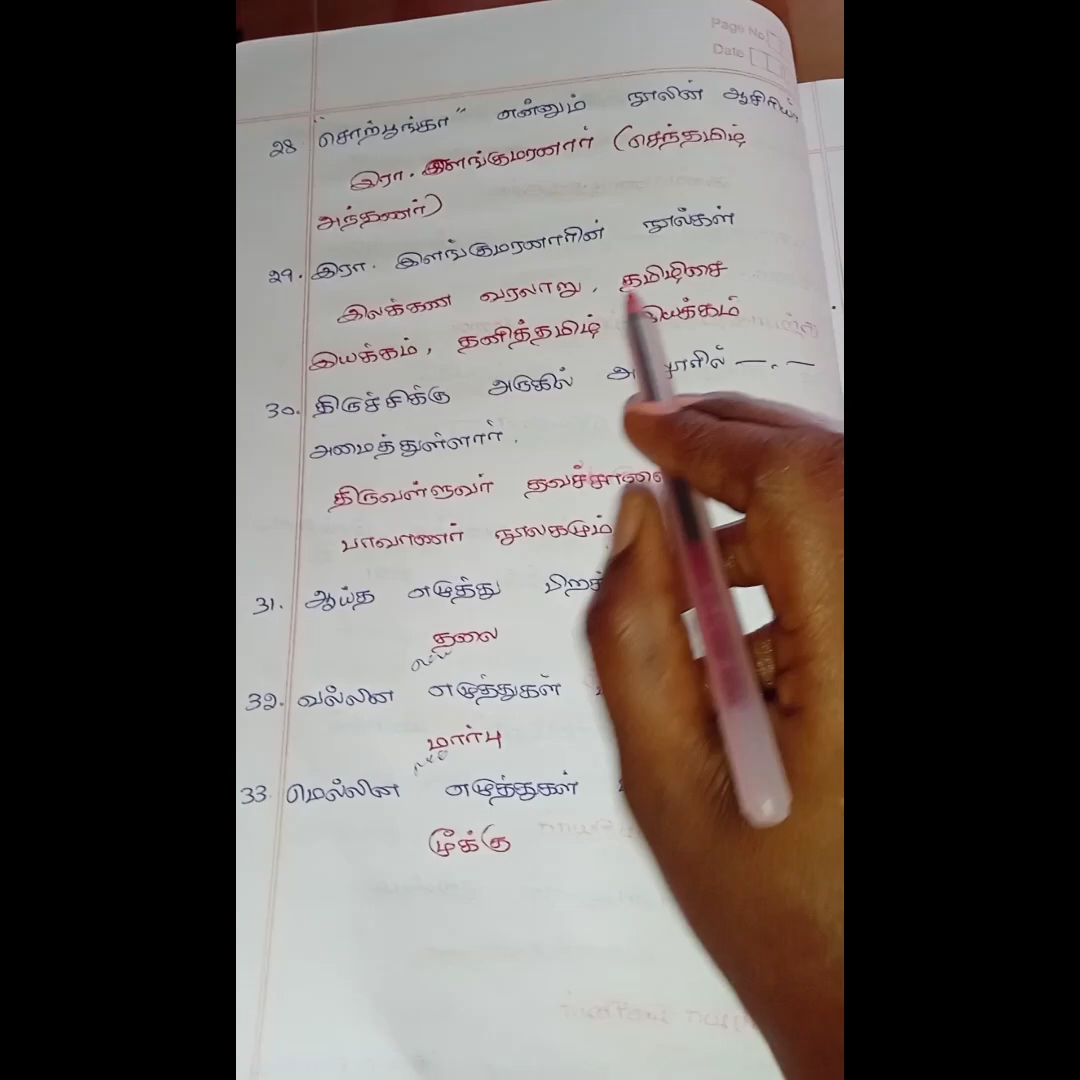 Page No
Date
28 "சொற்பூங்கா" என்னும் நூலின் ஆசிரியர்
இரா. இளங்குமரனார் (செந்தமிழ்
அந்தணர்)
29. இரா. இளங்குமரனாரின் நூல்கள்
இலக்கண வரலாறு, தமிழிசை
இயக்கம், தனித்தமிழ் இயக்கம்
30. திருச்சிக்கு அருகில்
அமைத்துள்ளார்.
திருவள்ளுவர் தவச்சாலை
பாவாணர் நூலகமும்
31. ஆய்த எழுத்து
தலை
32. வல்லின எழுத்துகள்
மார்பு
33. மெல்லின எழுத்துகள்
மூக்கு